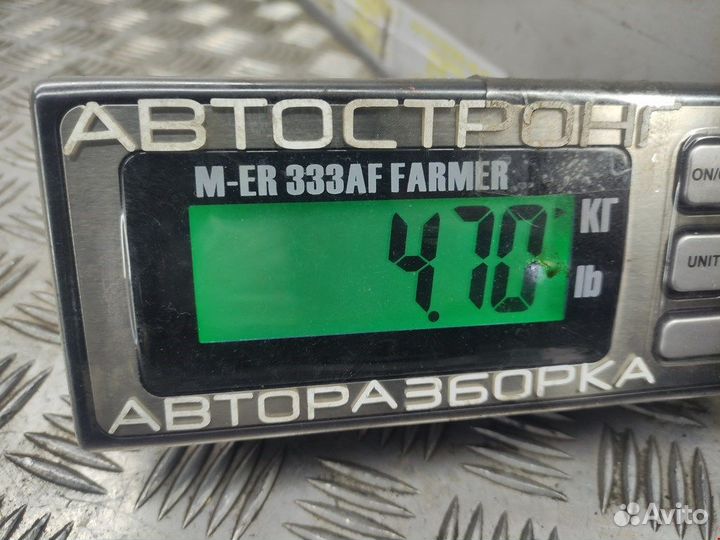 АВТОСТРОНГ
M-ER 333AF FARMER
ON/
4.70
КГ
lb
UNIT
АВТОРАЗБОРКА
Avito